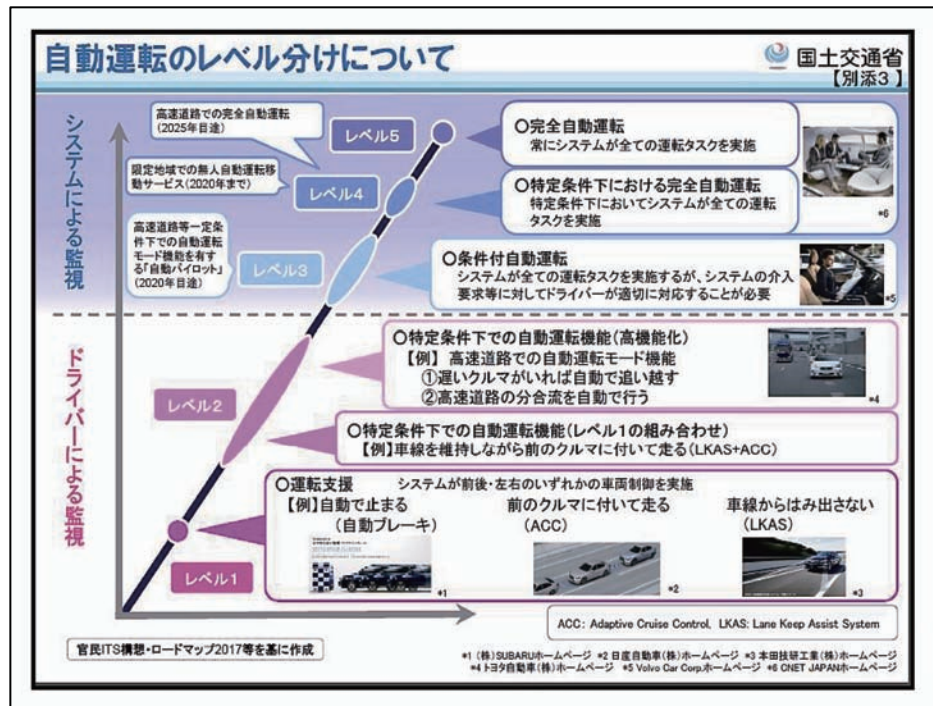 自動運転のレベル分けについて
国土交通省
【別添3】
システムによる監視
ドライバーによる監視
高速道路での完全自動運転
(2025年目途)
レベル5
〇完全自動運転
常にシステムが全ての運転タスクを実施
*6
限定地域での無人自動運転移
動サービス(2020年まで)
レベル4
〇特定条件下における完全自動運転
特定条件下においてシステムが全ての運転
タスクを実施
高速道路等一定条
件下での自動運転
モード機能を有す
る「自動パイロット」
(2020年目途)
レベル3
〇条件付自動運転
システムが全ての運転タスクを実施するが、システムの介入
要求等に対してドライバーが適切に対応することが必要
*5
レベル2
〇特定条件下での自動運転機能(高機能化)
【例】 高速道路での自動運転モード機能
①遅いクルマがいれば自動で追い越す
②高速道路の分合流を自動で行う
*4
〇特定条件下での自動運転機能(レベル1の組み合わせ)
【例】車線を維持しながら前のクルマに付いて走る(LKAS+ACC)
レベル1
〇運転支援 システムが前後・左右のいずれかの車両制御を実施
【例】自動で止まる
(自動ブレーキ)
*1
前のクルマに付いて走る
(ACC)
*2
車線からはみ出さない
(LKAS)
*3
ACC: Adaptive Cruise Control, LKAS: Lane Keep Assist System
官民ITS構想・ロードマップ2017等を基に作成
*1 (株)SUBARUホームページ *2 日産自動車(株)ホームページ *3 本田技研工業(株)ホームページ
*4 トヨタ自動車(株)ホームページ *5 Volvo Car Corp.ホームページ *6 CNET JAPANホームページ